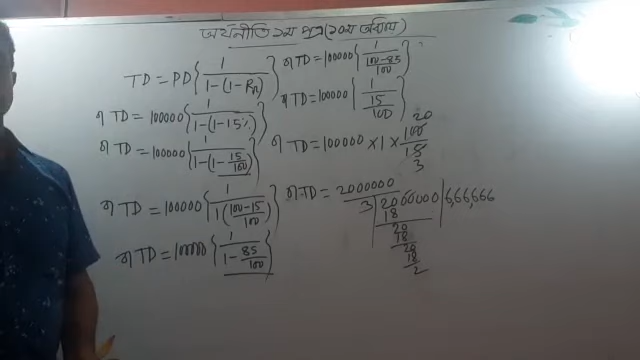 অর্থনীতি ১ম পত্র (১০ম অধ্যায়)
TD = PD{1/(1-(1-Rn))}
বা TD = 100000{1/(1-(1-15%))}
বা TD = 100000{1/(1-(1-15/100))}
বা TD = 100000{1/(1((100-15)/100))}
বা TD = 100000{1/(1-85/100)}
বা TD = 100000{1/((100-85)/100)}
বা TD = 100000{1/(15/100)}
20
বা TD = 100000 × 1 × 100/15
3
বা TD = 2000000
3 | 2000000 | 6,66,666
18
20
18
20
18
2